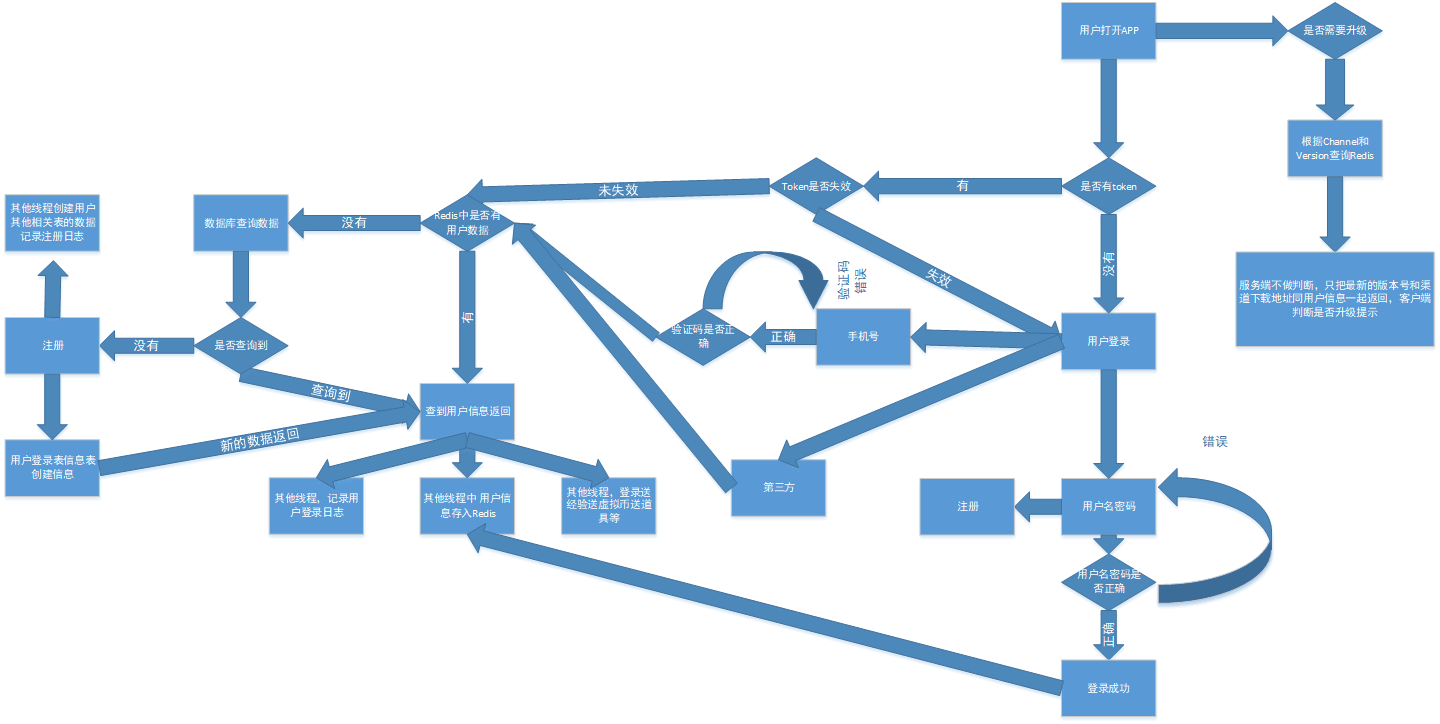 用户打开APP
是否需要升级
根据Channel和
Version查询Redis
服务端不做判断，只把最新的版本号和渠
道下载地址同用户信息一起返回，客户端
判断是否升级提示
是否有token
有
Token是否失效
未失效
失效
没有
Redis中是否有
用户数据
没有
数据库查询数据
其他线程创建用户
其他相关表的数据
记录注册日志
注册
没有
是否查询到
查询到
有
验证码
错误
验证码是否正
确
正确
手机号
用户登录
查到用户信息返回
新的数据返回
用户登录表信息表
创建信息
其他线程，记录用
户登录日志
其他线程中 用户信
息存入Redis
其他线程，登录送
经验送虚拟币送道
具等
第三方
注册
用户名密码
错误
用户名密码是
否正确
正确
登录成功